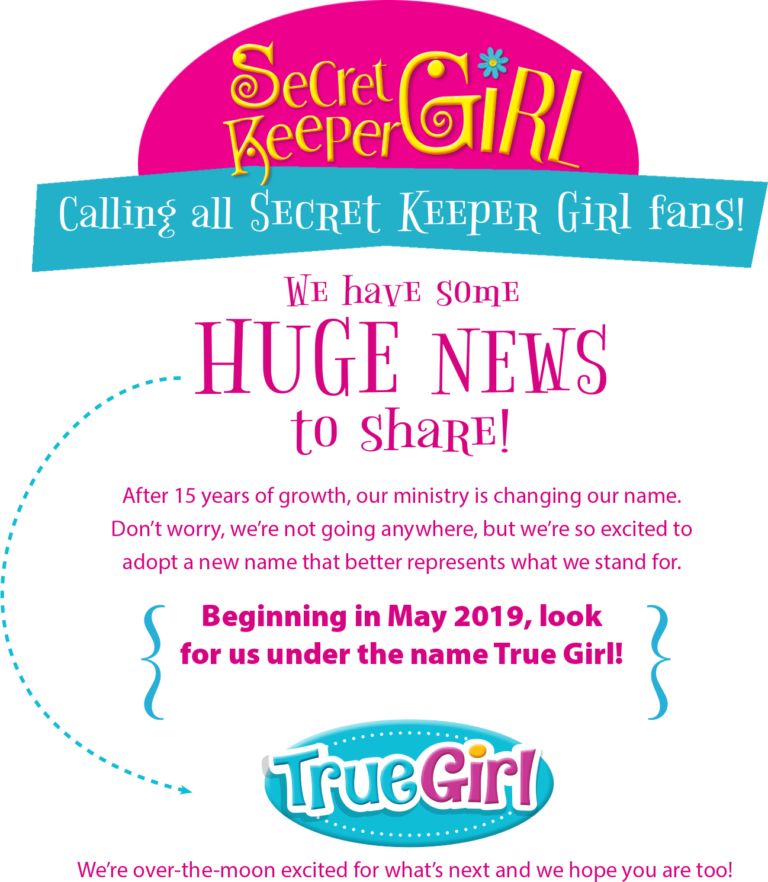 Secret
Keeper GiRL
Calling all Secret Keeper Girl fans!
We have some
HUGE NEWS
to share!
After 15 years of growth, our ministry is changing our name.
Don’t worry, we’re not going anywhere, but we’re so excited to
adopt a new name that better represents what we stand for.
{ Beginning in May 2019, look
for us under the name True Girl! }
TrueGirl
We’re over-the-moon excited for what’s next and we hope you are too!